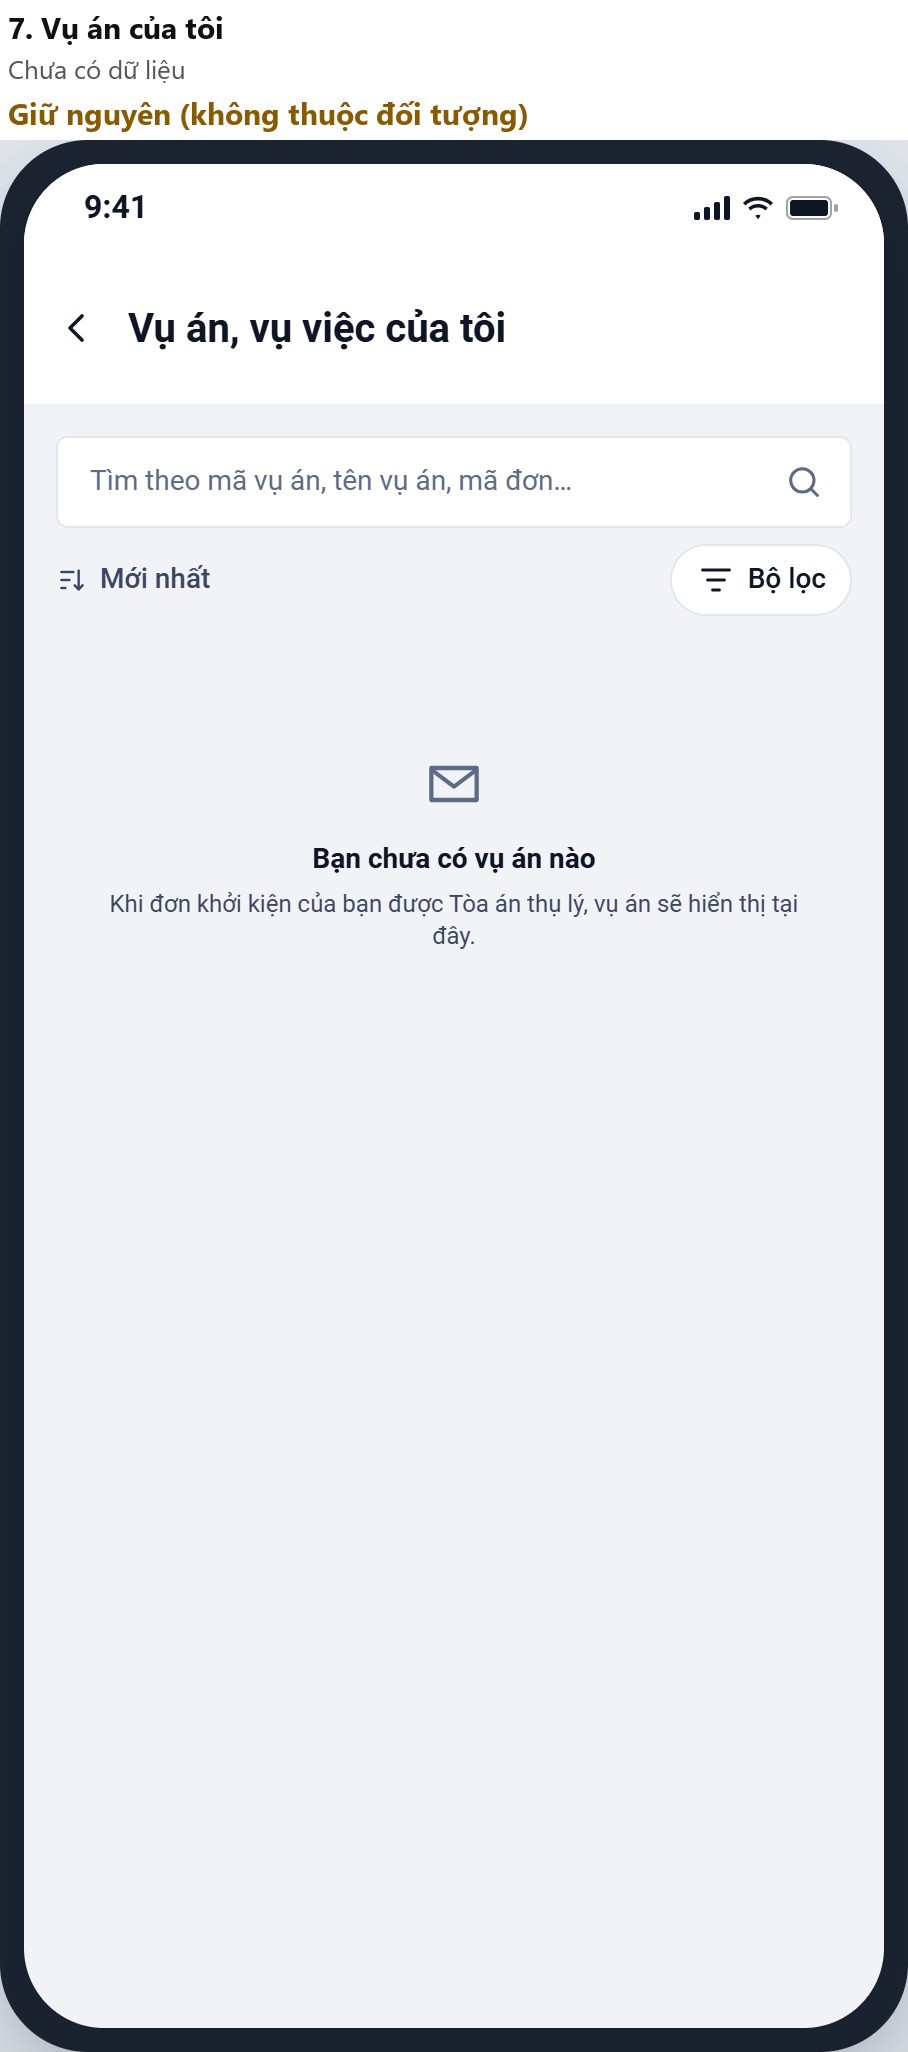 7. Vụ án của tôi
Chưa có dữ liệu
Giữ nguyên (không thuộc đối tượng)
9:41
Vụ án, vụ việc của tôi
Tìm theo mã vụ án, tên vụ án, mã đơn...
Mới nhất
Bộ lọc
Bạn chưa có vụ án nào
Khi đơn khởi kiện của bạn được Tòa án thụ lý, vụ án sẽ hiển thị tại
đây.